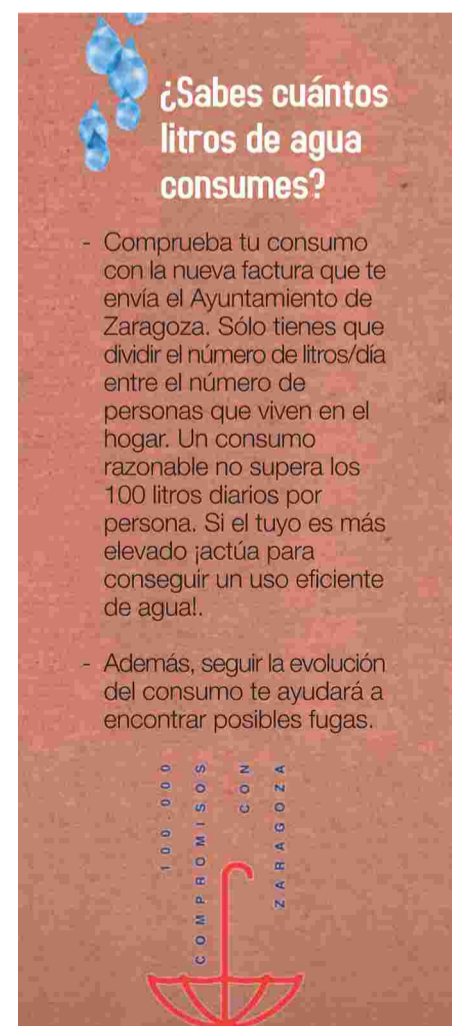 ¿Sabes cuántos
litros de agua
consumes?
- Comprueba tu consumo
con la nueva factura que te
envía el Ayuntamiento de
Zaragoza. Sólo tienes que
dividir el número de litros/día
entre el número de
personas que viven en el
hogar. Un consumo
razonable no supera los
100 litros diarios por
persona. Si el tuyo es más
elevado ¡actúa para
conseguir un uso eficiente
de agua!.
- Además, seguir la evolución
del consumo te ayudará a
encontrar posibles fugas.
100.000
COMPROMISOS
CON
ZARAGOZA